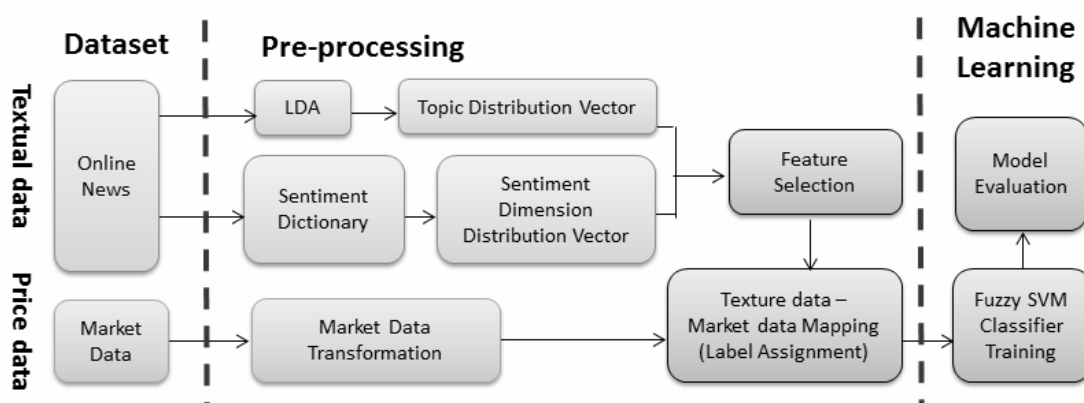 Dataset
Pre-processing
Machine
Learning
Textual data
Price data
Online
News
LDA
Topic Distribution Vector
Sentiment
Dictionary
Sentiment
Dimension
Distribution Vector
Feature
Selection
Model
Evaluation
Market
Data
Market Data
Transformation
Texture data –
Market data Mapping
(Label Assignment)
Fuzzy SVM
Classifier
Training